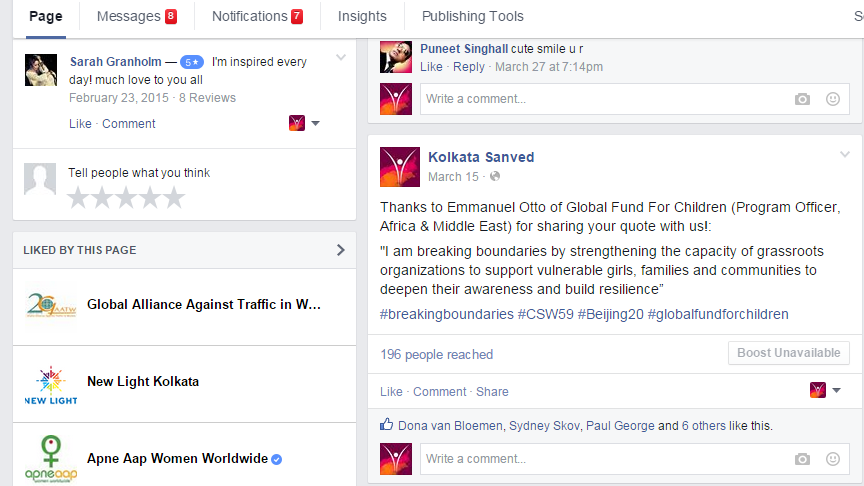 Page
Messages 8
Notifications 7
Insights
Publishing Tools
S
Sarah Granholm — 5★ I'm inspired every
day! much love to you all
February 23, 2015 · 8 Reviews
Like · Comment
Tell people what you think
LIKED BY THIS PAGE
2 GAATW
Global Alliance Against Traffic in W...
NEW LIGHT
New Light Kolkata
apneaap
women worldwide
Apne Aap Women Worldwide
Puneet Singhall cute smile u r
Like · Reply · March 27 at 7:14pm
Write a comment...
Kolkata Sanved
March 15 ·
Thanks to Emmanuel Otto of Global Fund For Children (Program Officer,
Africa & Middle East) for sharing your quote with us!:
"I am breaking boundaries by strengthening the capacity of grassroots
organizations to support vulnerable girls, families and communities to
deepen their awareness and build resilience”
#breakingboundaries #CSW59 #Beijing20 #globalfundforchildren
196 people reached
Boost Unavailable
Like · Comment · Share
Dona van Bloemen, Sydney Skov, Paul George and 6 others like this.
Write a comment...